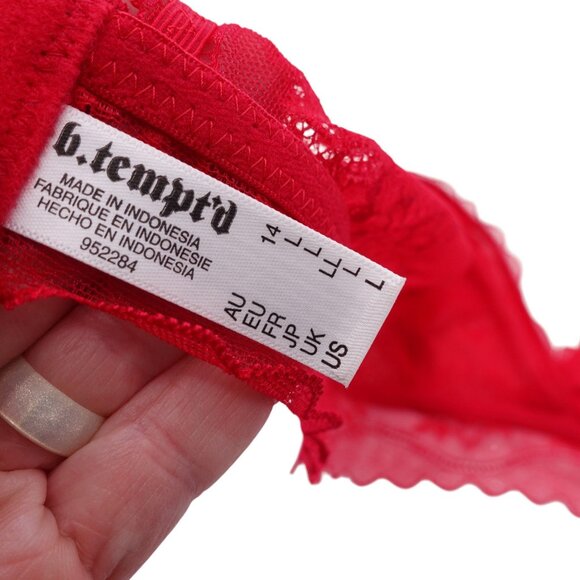 b.tempt'd
MADE IN INDONESIA
FABRIQUE EN INDONESIE
HECHO EN INDONESIA
952284
AU 14
EU L
FR L
JP LL
UK L
US L